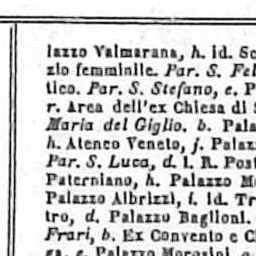 lazzo Valmarana, h. id. Sc
zio femminile. Par. S. Fel
tico. Par. S. Stefano, e. P
r. Area dell'ex Chiesa di S
Maria del Giglio. b. Pala
h. Ateneo Veneto, j. Palaz
Par. S. Luca, d. I. R. Post
Paterniano, h. Palazzo M
Palazzo Albrizzi, i. id. Tr
tro, d. Palazzo Baglioni.
Frari, b. Ex Convento e C
Palazzo Morosini,